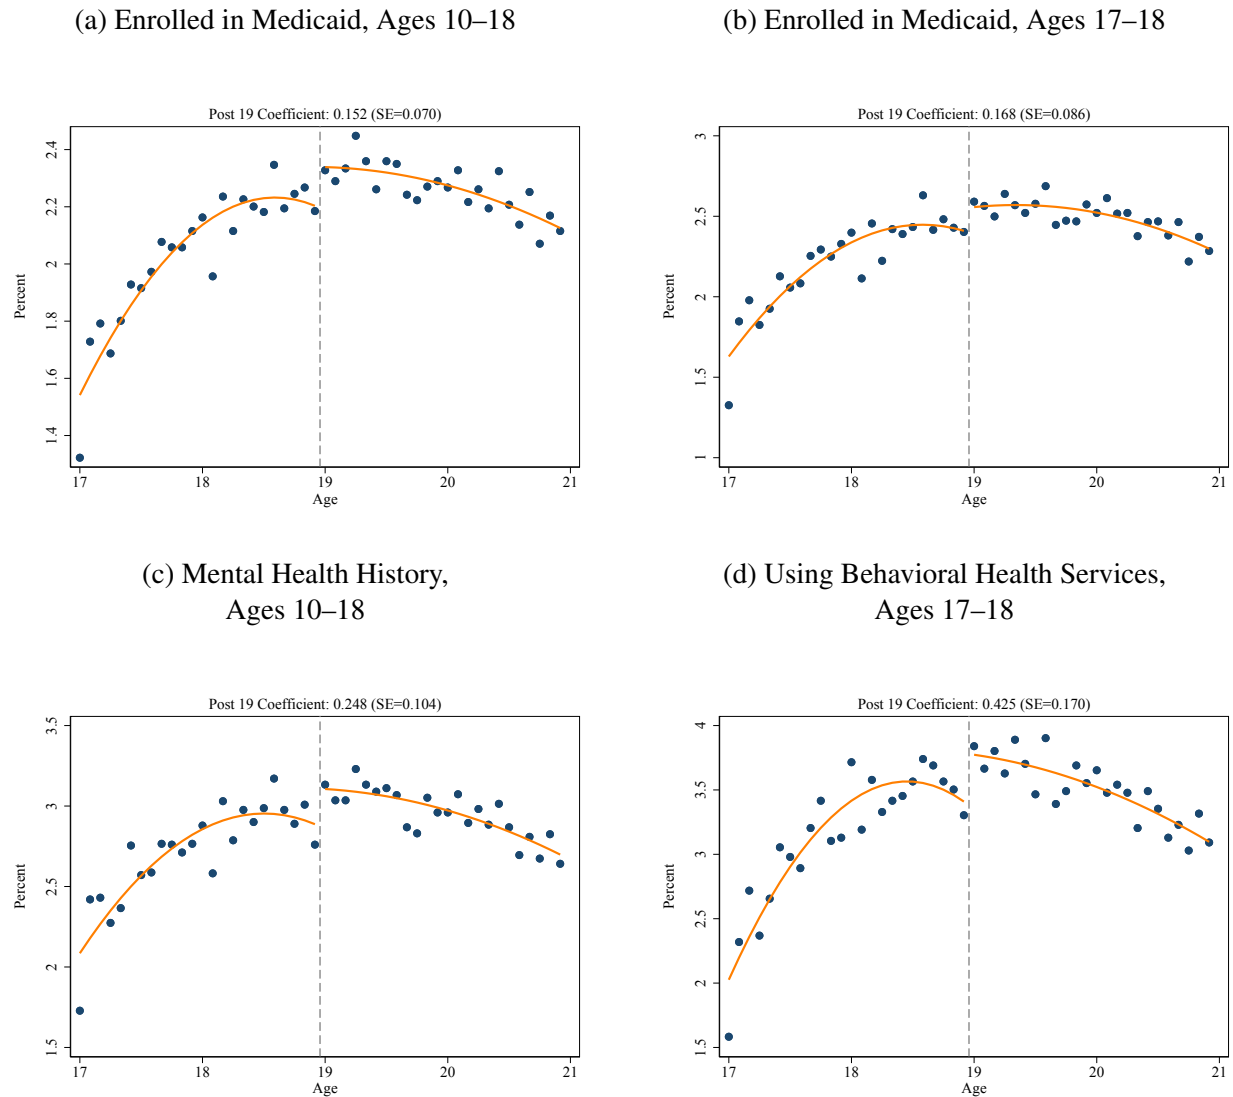 (a) Enrolled in Medicaid, Ages 10–18
Post 19 Coefficient: 0.152 (SE=0.070)
Percent
2.4
2.2
2
1.8
1.6
1.4
17 18 19 20 21
Age
(b) Enrolled in Medicaid, Ages 17–18
Post 19 Coefficient: 0.168 (SE=0.086)
Percent
3
2.5
2
1.5
1
17 18 19 20 21
Age
(c) Mental Health History,
Ages 10–18
Post 19 Coefficient: 0.248 (SE=0.104)
Percent
3.5
3
2.5
2
1.5
17 18 19 20 21
Age
(d) Using Behavioral Health Services,
Ages 17–18
Post 19 Coefficient: 0.425 (SE=0.170)
Percent
4
3.5
3
2.5
2
1.5
17 18 19 20 21
Age